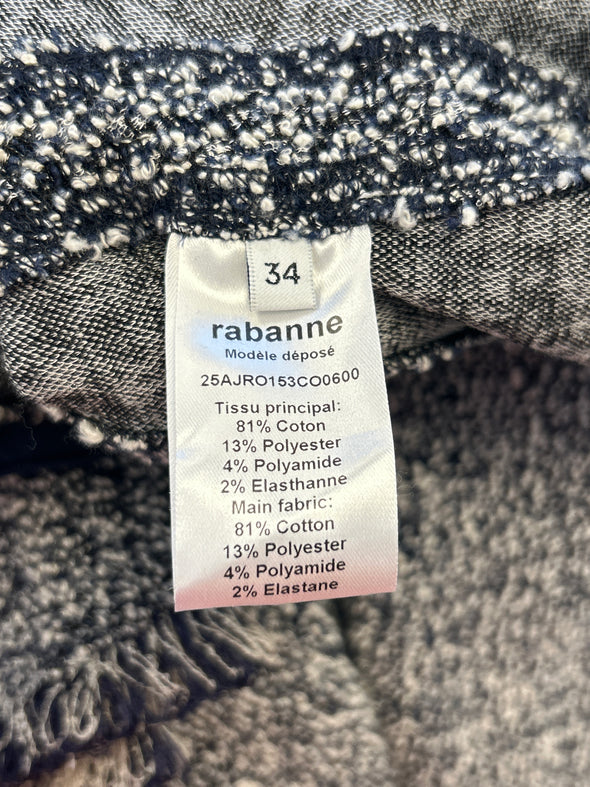 34
rabanne
Modèle déposé
25AJRO153CO0600
Tissu principal:
81% Coton
13% Polyester
4% Polyamide
2% Elasthanne
Main fabric:
81% Cotton
13% Polyester
4% Polyamide
2% Elastane